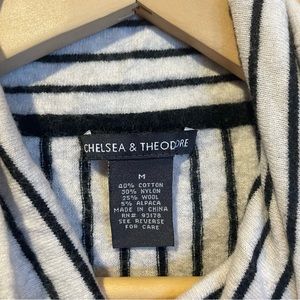 CHELSEA & THEODORE
M
40% COTTON
30% NYLON
25% WOOL
5% ALPACA
MADE IN CHINA
RN# 93178
SEE REVERSE
FOR CARE